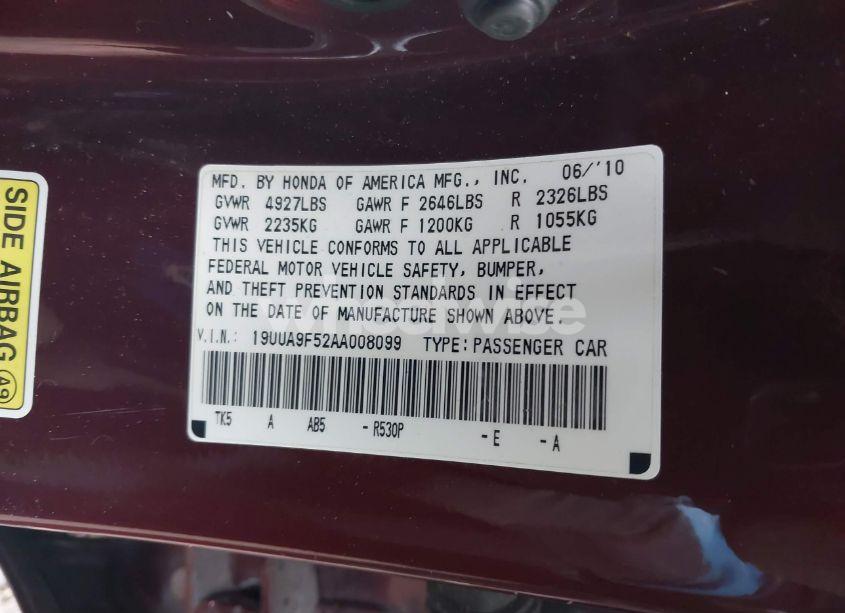 MFD. BY HONDA OF AMERICA MFG., INC. 06/'10
GVWR 4927LBS GAWR F 2646LBS R 2326LBS
GVWR 2235KG GAWR F 1200KG R 1055KG
THIS VEHICLE CONFORMS TO ALL APPLICABLE
FEDERAL MOTOR VEHICLE SAFETY, BUMPER,
AND THEFT PREVENTION STANDARDS IN EFFECT
ON THE DATE OF MANUFACTURE SHOWN ABOVE.
V.I.N.: 19UUA9F52AA008099 TYPE: PASSENGER CAR
TK5 A AB5 -R530P -E -A
SIDE AIRBAG A9
wheelwise